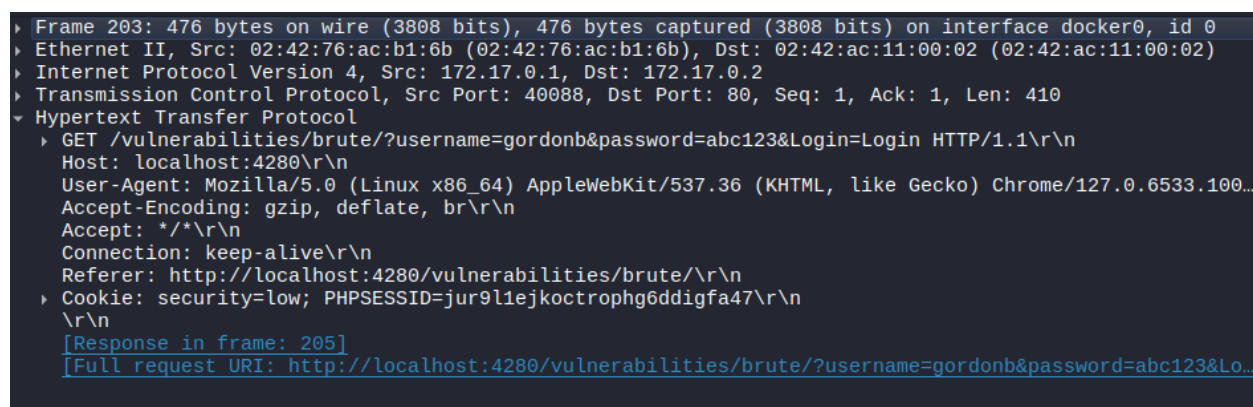 Frame 203: 476 bytes on wire (3808 bits), 476 bytes captured (3808 bits) on interface docker0, id 0
Ethernet II, Src: 02:42:76:ac:b1:6b (02:42:76:ac:b1:6b), Dst: 02:42:ac:11:00:02 (02:42:ac:11:00:02)
Internet Protocol Version 4, Src: 172.17.0.1, Dst: 172.17.0.2
Transmission Control Protocol, Src Port: 40088, Dst Port: 80, Seq: 1, Ack: 1, Len: 410
Hypertext Transfer Protocol
GET /vulnerabilities/brute/?username=gordonb&password=abc123&Login=Login HTTP/1.1\r\n
Host: localhost:4280\r\n
User-Agent: Mozilla/5.0 (Linux x86_64) AppleWebKit/537.36 (KHTML, like Gecko) Chrome/127.0.6533.100…
Accept-Encoding: gzip, deflate, br\r\n
Accept: */*\r\n
Connection: keep-alive\r\n
Referer: http://localhost:4280/vulnerabilities/brute/\r\n
Cookie: security=low; PHPSESSID=jur9l1ejkoctrophg6ddigfa47\r\n
\r\n
[Response in frame: 205]
[Full request URI: http://localhost:4280/vulnerabilities/brute/?username=gordonb&password=abc123&Lo…